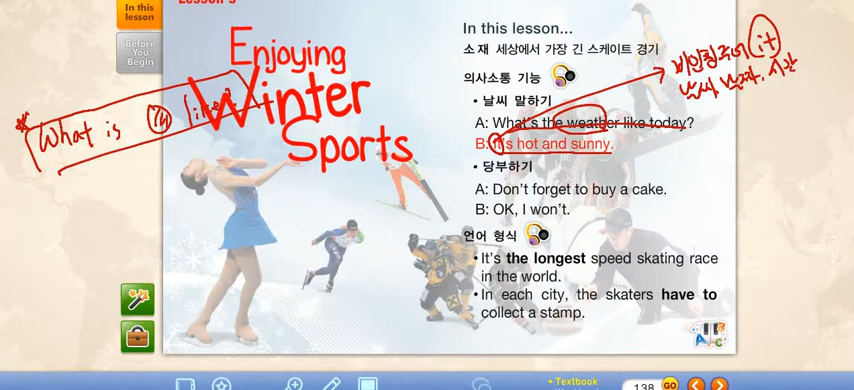 In this
lesson
Before
You
Begin
Enjoying
Winter
Sports
What is like?
In this lesson...
소 재 세상에서 가장 긴 스케이트 경기
의사소통 기능
• 날씨 말하기
A: What's the weather like today?
B: It's hot and sunny.
비인칭주어 it
날씨, 날짜, 시간
• 당부하기
A: Don't forget to buy a cake.
B: OK, I won't.
언어 형식
• It's the longest speed skating race
in the world.
• In each city, the skaters have to
collect a stamp.
A C
• Textbook
138
GO